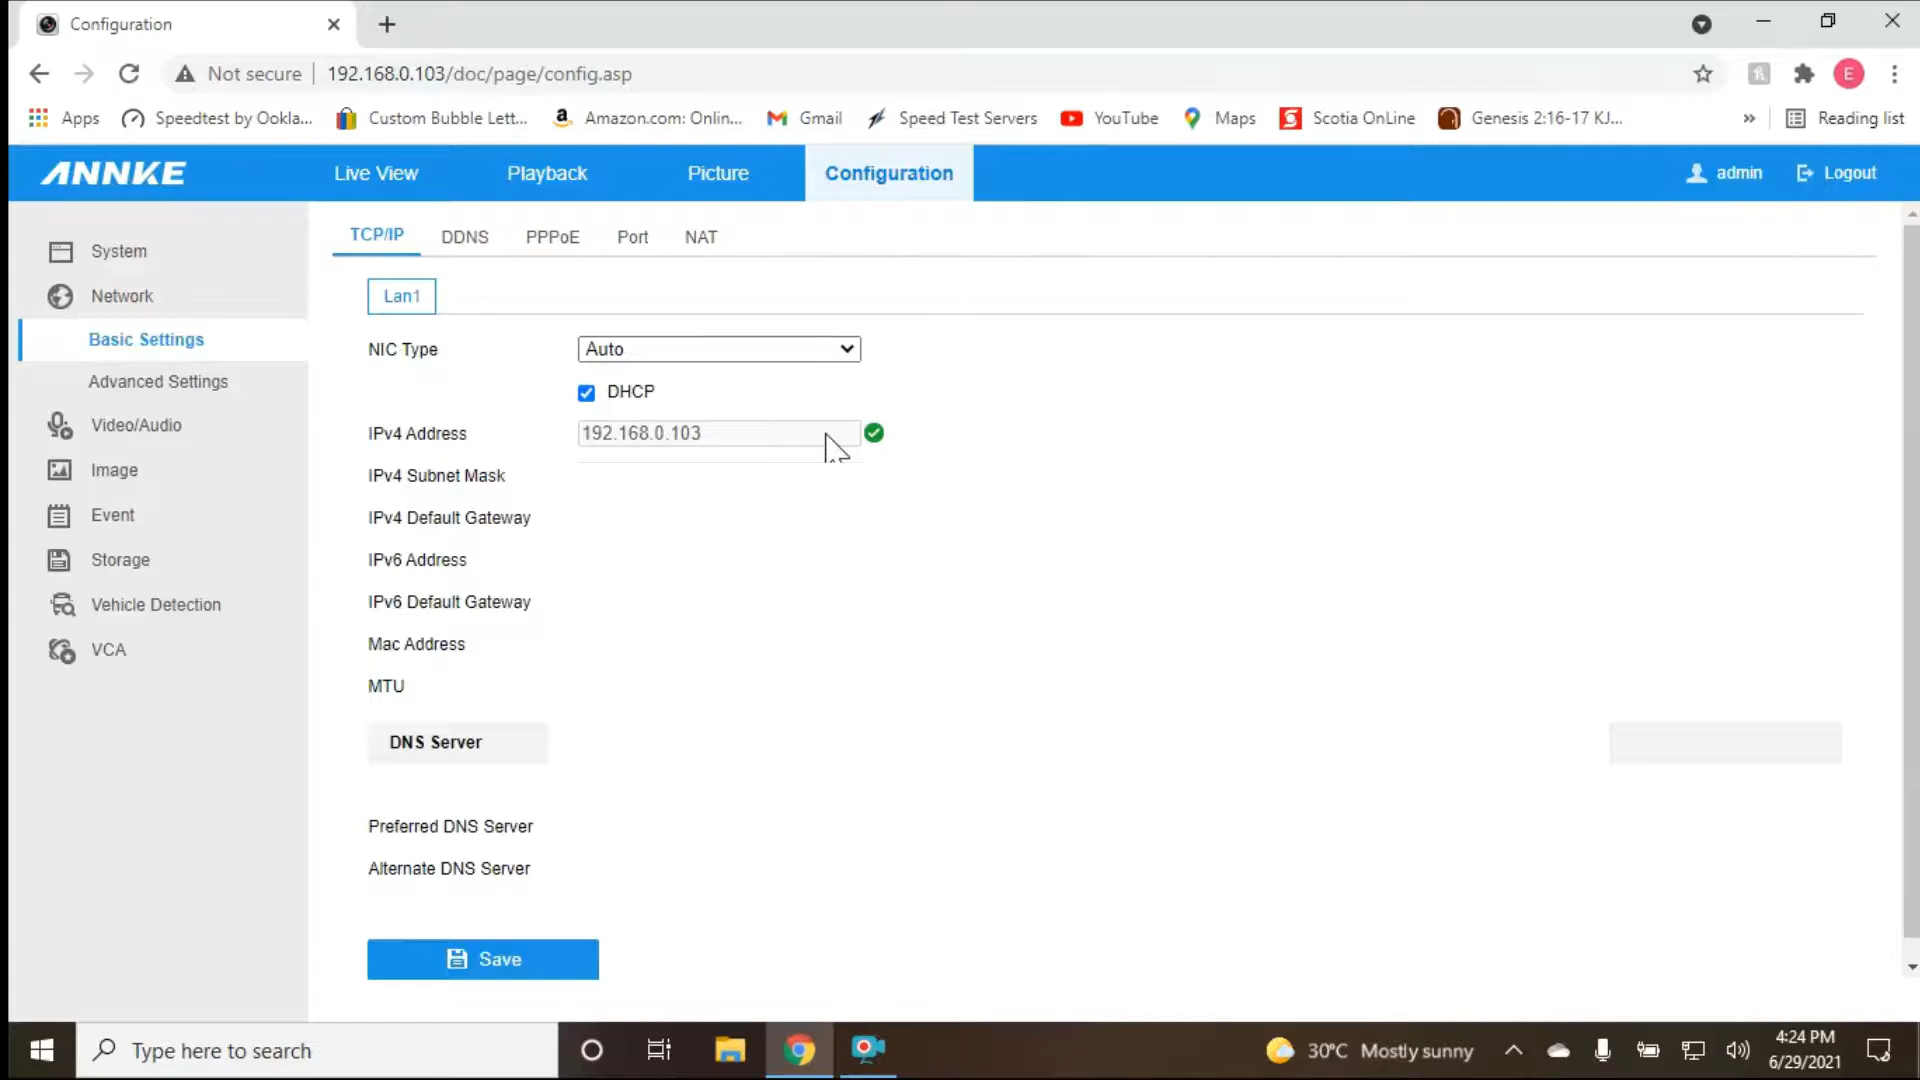 Configuration
Not secure 192.168.0.103/doc/page/config.asp
E
Apps Speedtest by Ookla... Custom Bubble Lett... Amazon.com: Onlin... Gmail Speed Test Servers YouTube Maps Scotia OnLine Genesis 2:16-17 KJ... » Reading list
ANNKE Live View Playback Picture Configuration admin Logout
TCP/IP DDNS PPPoE Port NAT
System
Network
Basic Settings
Advanced Settings
Video/Audio
Image
Event
Storage
Vehicle Detection
VCA
Lan1
NIC Type Auto
DHCP
IPv4 Address 192.168.0.103
IPv4 Subnet Mask
IPv4 Default Gateway
IPv6 Address
IPv6 Default Gateway
Mac Address
MTU
DNS Server
Preferred DNS Server
Alternate DNS Server
Save
Type here to search
30°C Mostly sunny
4:24 PM
6/29/2021